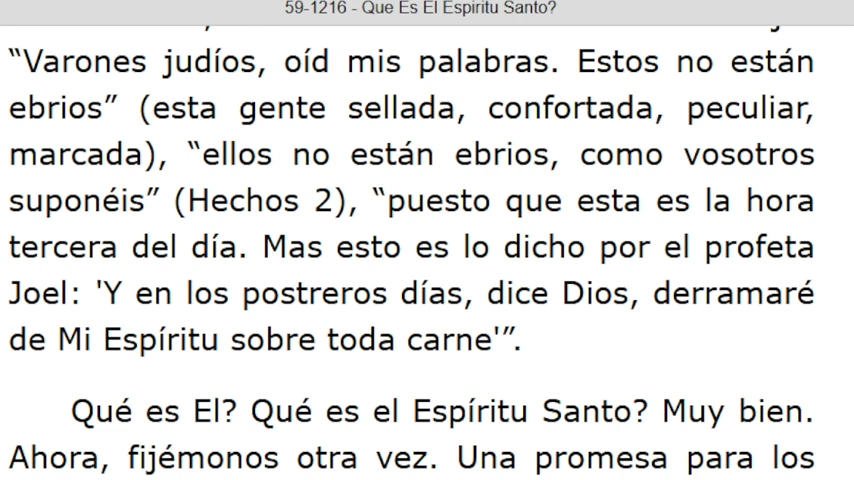 59-1216 - Que Es El Espiritu Santo?
“Varones judíos, oíd mis palabras. Estos no están
ebrios” (esta gente sellada, confortada, peculiar,
marcada), “ellos no están ebrios, como vosotros
suponéis” (Hechos 2), “puesto que esta es la hora
tercera del día. Mas esto es lo dicho por el profeta
Joel: 'Y en los postreros días, dice Dios, derramaré
de Mi Espíritu sobre toda carne'”.
Qué es El? Qué es el Espíritu Santo? Muy bien.
Ahora, fijémonos otra vez. Una promesa para los